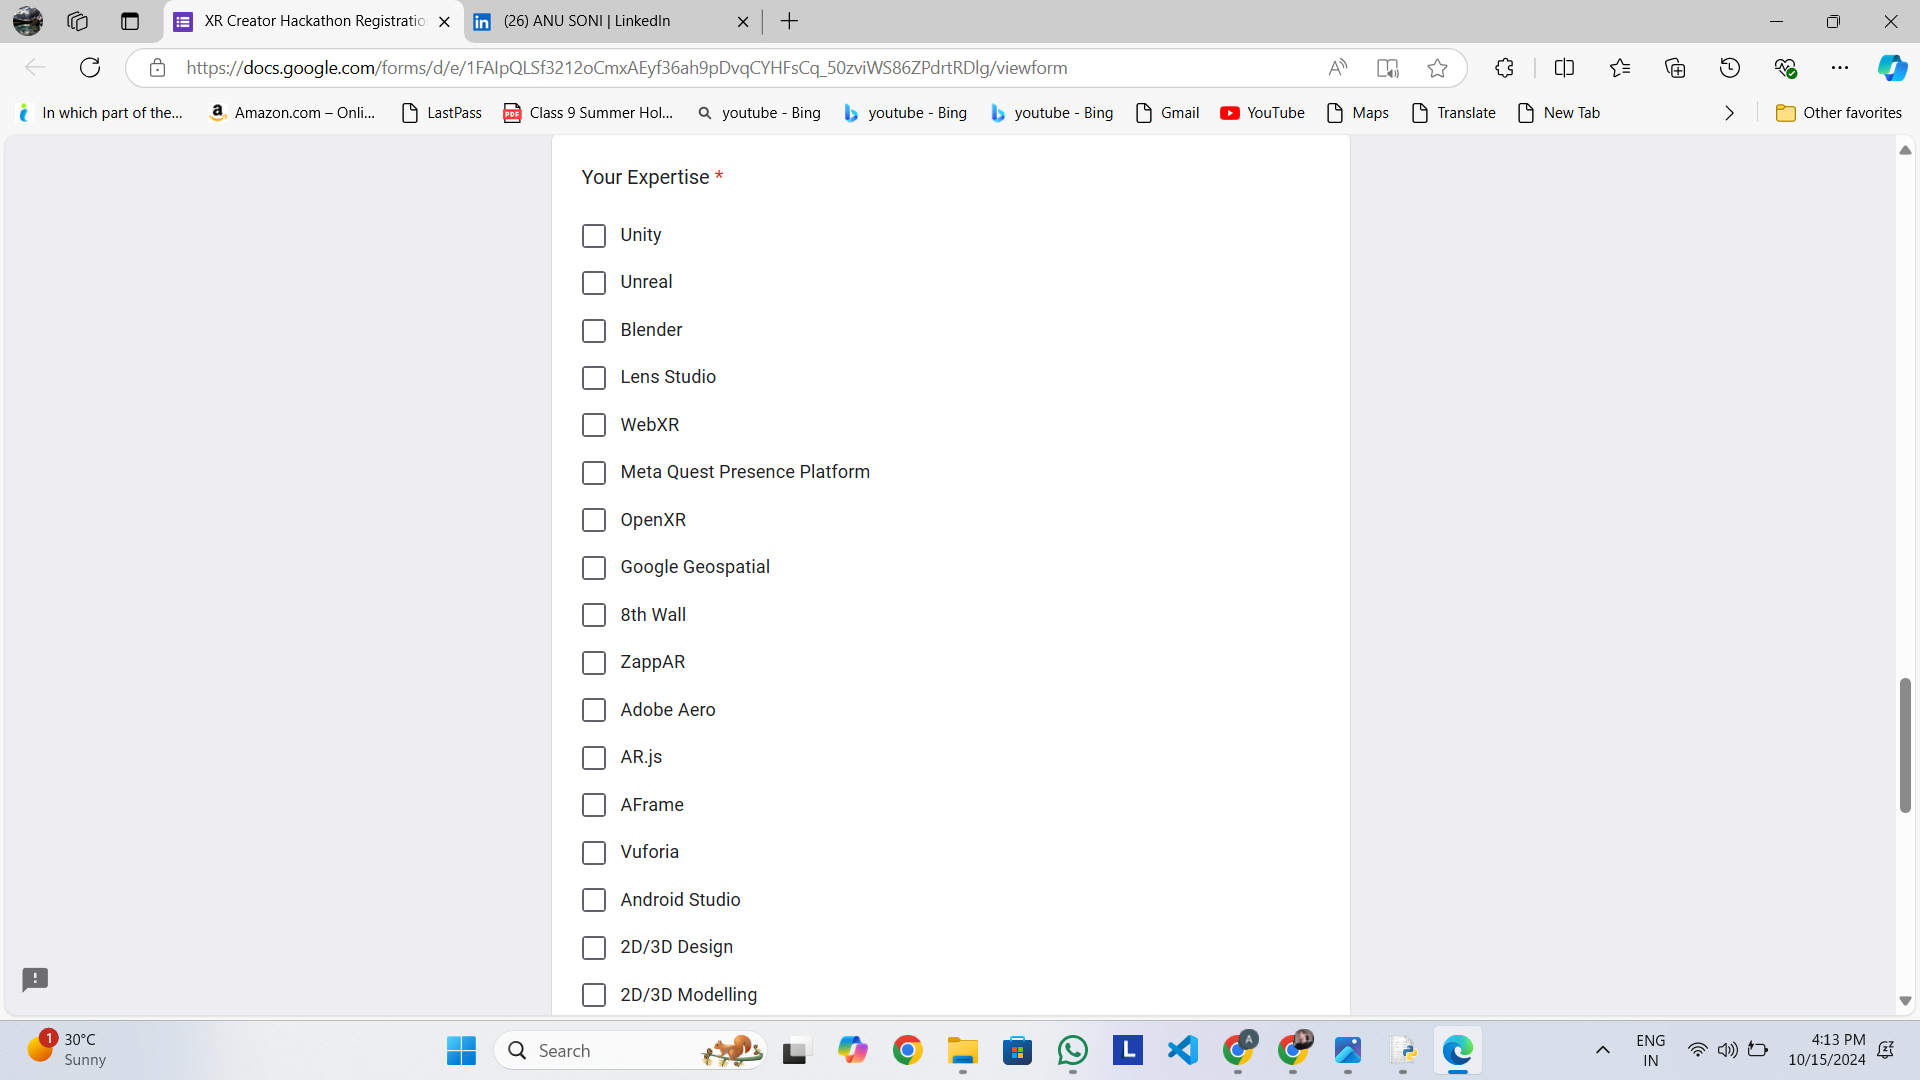 XR Creator Hackathon Registratio
(26) ANU SONI | LinkedIn
https://docs.google.com/forms/d/e/1FAIpQLSf3212oCmxAEyf36ah9pDvqCYHFsCq_50zviWS86ZPdrtRDlg/viewform
In which part of the... Amazon.com – Onli... LastPass Class 9 Summer Hol... youtube - Bing youtube - Bing youtube - Bing Gmail YouTube Maps Translate New Tab Other favorites
Your Expertise *
Unity
Unreal
Blender
Lens Studio
WebXR
Meta Quest Presence Platform
OpenXR
Google Geospatial
8th Wall
ZappAR
Adobe Aero
AR.js
AFrame
Vuforia
Android Studio
2D/3D Design
2D/3D Modelling
1
30°C
Sunny
Search
L
A
ENG
IN
4:13 PM
10/15/2024